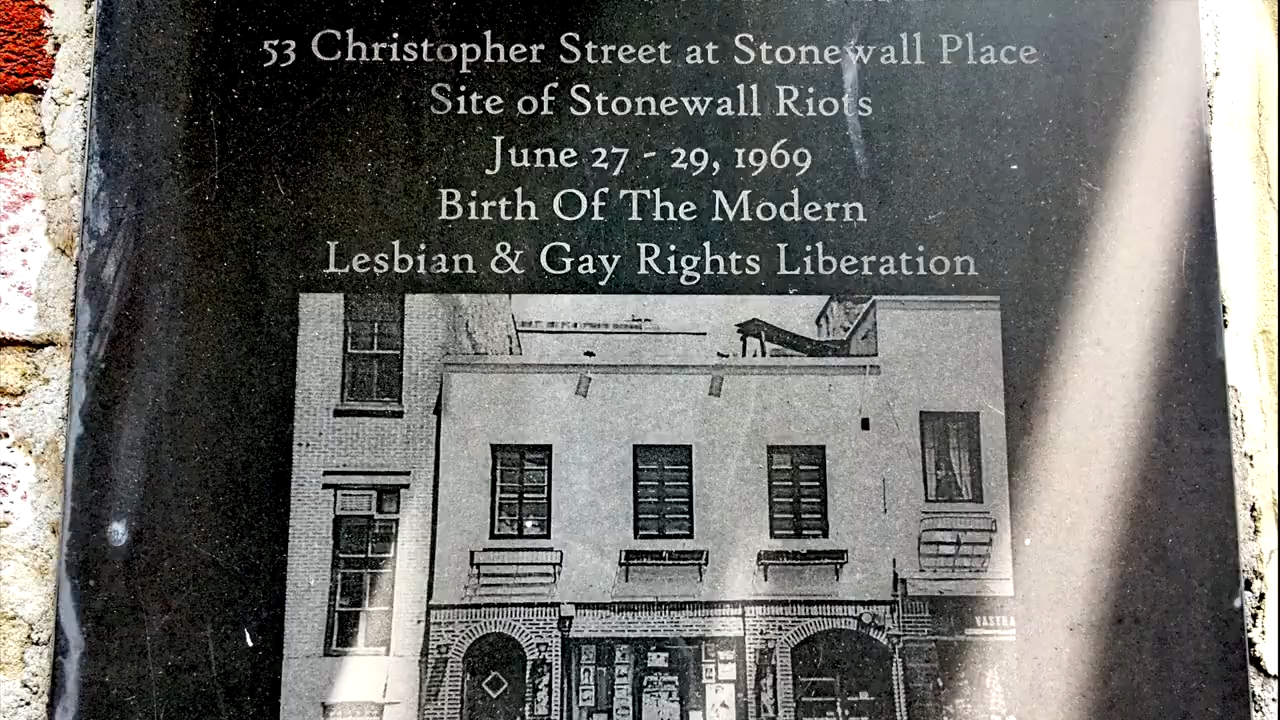 53 Christopher Street at Stonewall Place
Site of Stonewall Riots
June 27 - 29, 1969
Birth Of The Modern
Lesbian & Gay Rights Liberation